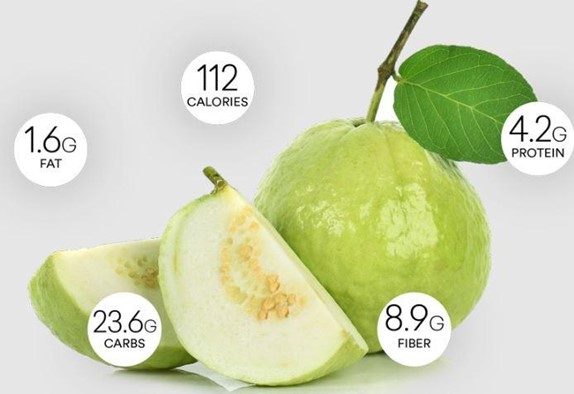 112
CALORIES
1.6G
FAT
4.2G
PROTEIN
23.6G
CARBS
8.9G
FIBER